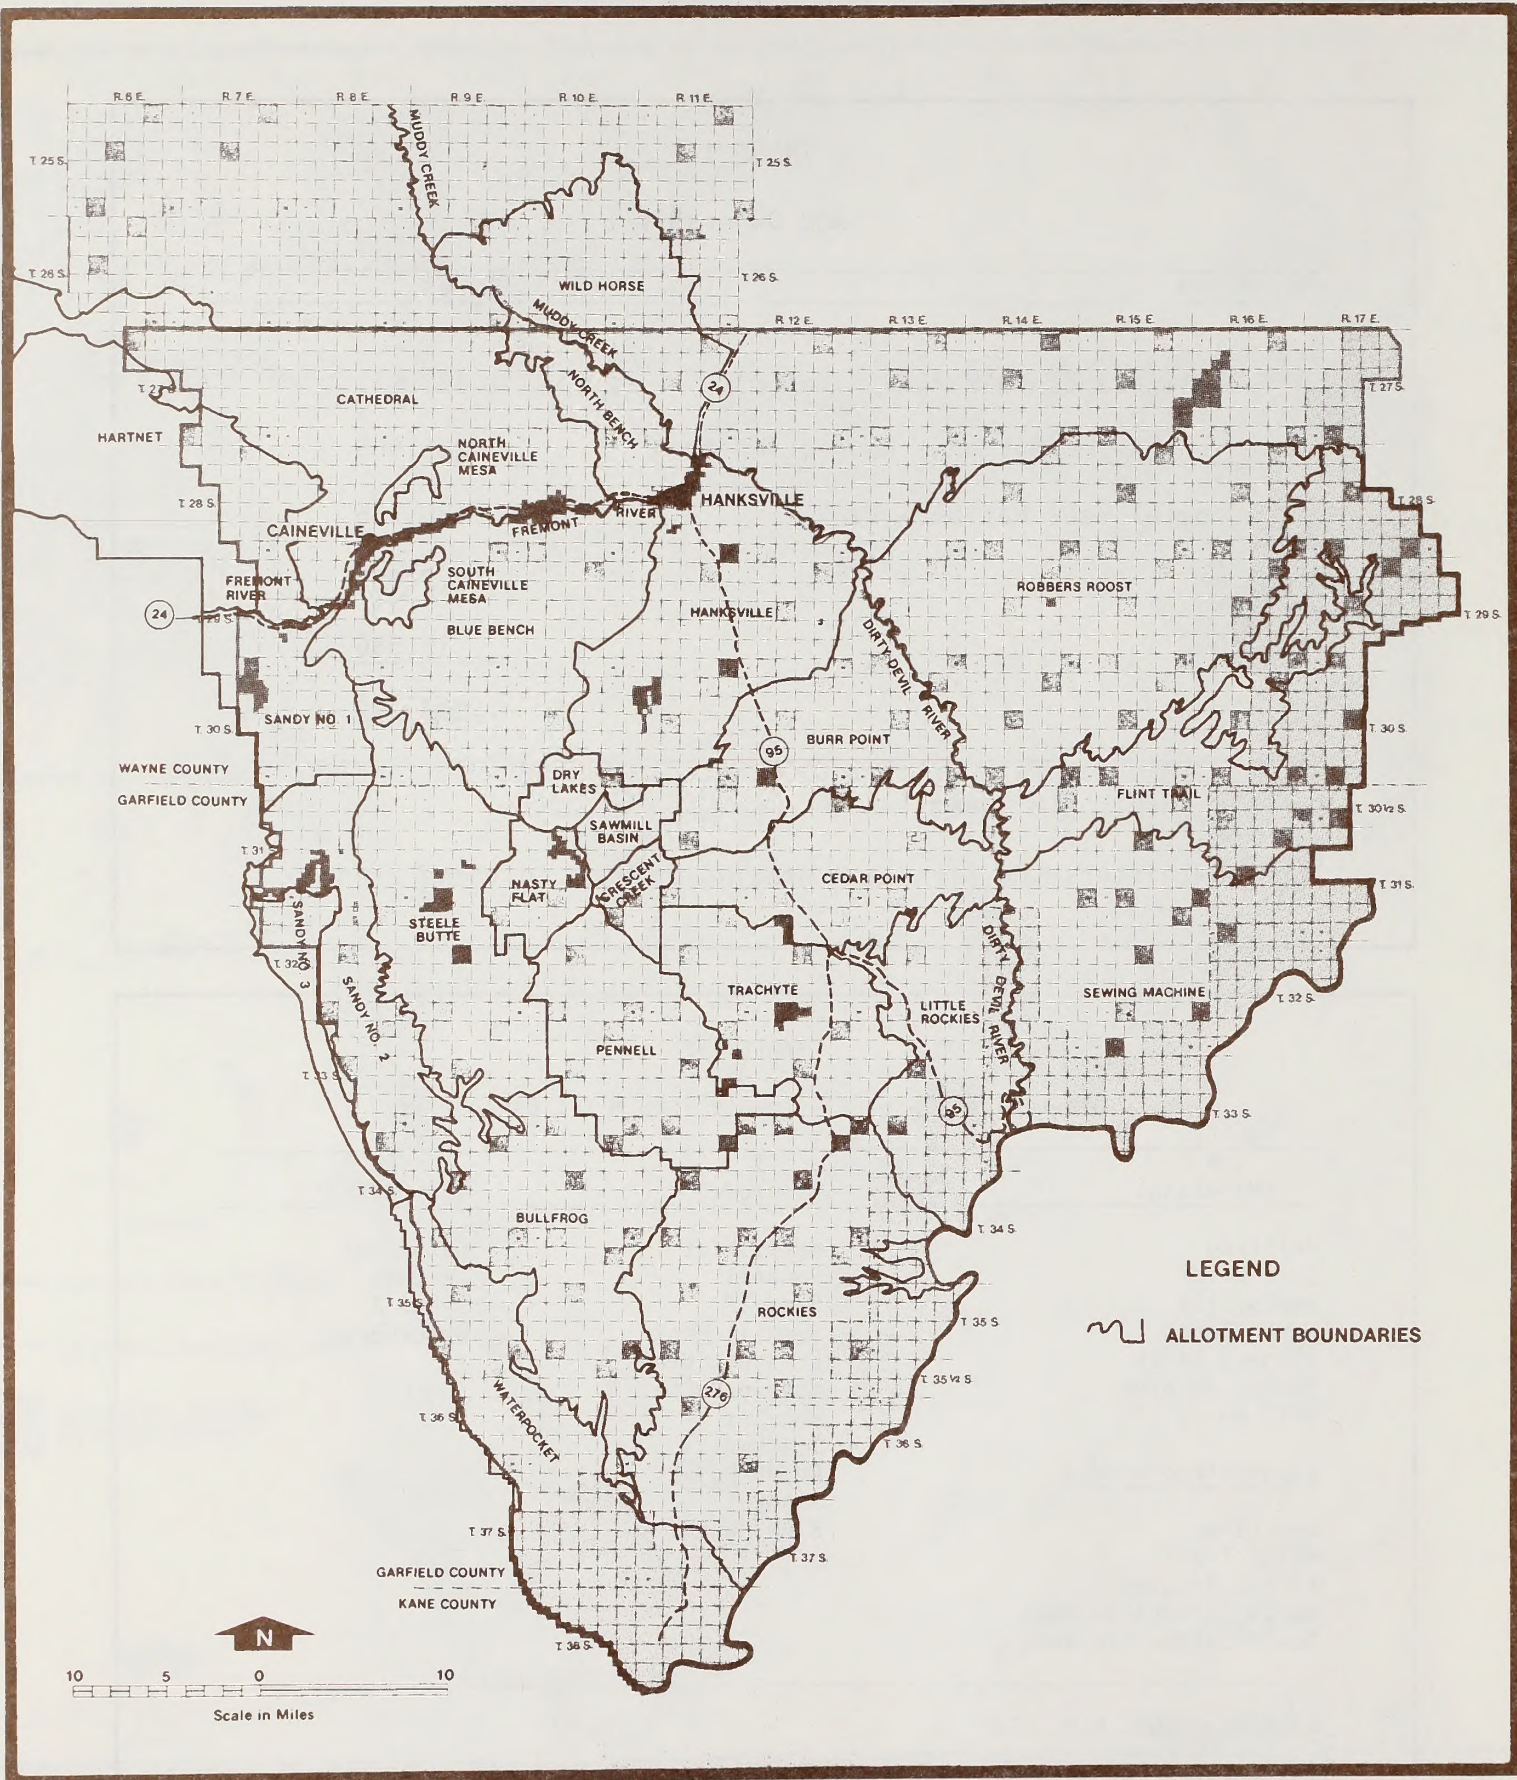 R. 6 E.
R. 7 E.
R. 8 E.
R. 9 E.
R. 10 E.
R. 11 E.
MUDDY CREEK
T. 25 S.
T. 25 S.
T. 26 S.
T. 26 S.
WILD HORSE
MUDDY CREEK
R. 12 E.
R. 13 E.
R. 14 E.
R. 15 E.
R. 16 E.
R. 17 E.
24
T. 27 S.
T. 27 S.
CATHEDRAL
NORTH BENCH
HARTNET
NORTH
CAINEVILLE
MESA
T. 28 S.
T. 28 S.
HANKSVILLE
RIVER
FREMONT
CAINEVILLE
FREMONT
RIVER
SOUTH
CAINEVILLE
MESA
ROBBERS ROOST
24
T. 29 S.
HANKSVILLE
T. 29 S.
BLUE BENCH
DIRTY DEVIL
RIVER
SANDY NO. 1
T. 30 S.
T. 30 S.
BURR POINT
95
WAYNE COUNTY
GARFIELD COUNTY
DRY
LAKES
FLINT TRAIL
T. 30 1/2 S.
SAWMILL
BASIN
T. 31
CEDAR POINT
NASTY
FLAT
CRESCENT
CREEK
T. 31 S.
SANDY NO. 3
STEELE
BUTTE
DIRTY DEVIL RIVER
T. 32
SANDY NO. 2
TRACHYTE
SEWING MACHINE
T. 32 S.
LITTLE
ROCKIES
PENNELL
T. 33 S.
95
T. 33 S.
T. 34 S.
BULLFROG
T. 34 S.
LEGEND
T. 35 S.
ROCKIES
T. 35 S.
ALLOTMENT BOUNDARIES
T. 35 1/2 S.
276
WATERPOCKET
T. 36 S.
T. 36 S.
T. 37 S.
T. 37 S.
GARFIELD COUNTY
KANE COUNTY
N
T. 38 S.
10 5 0 10
Scale in Miles